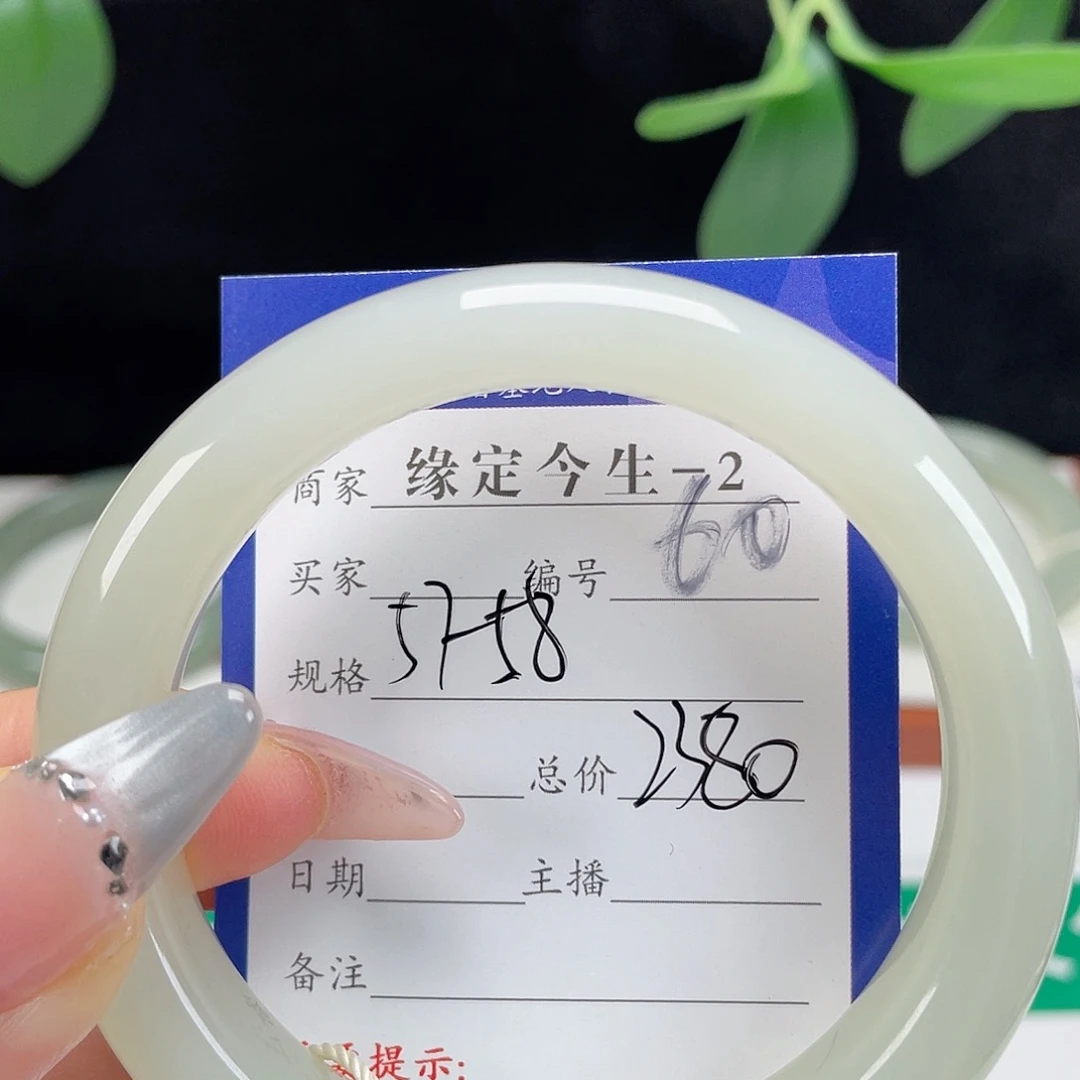 商家 缘定今生-2
买家 编号 60
规格 57-58
总价 2380
日期 主播
备注
提示: